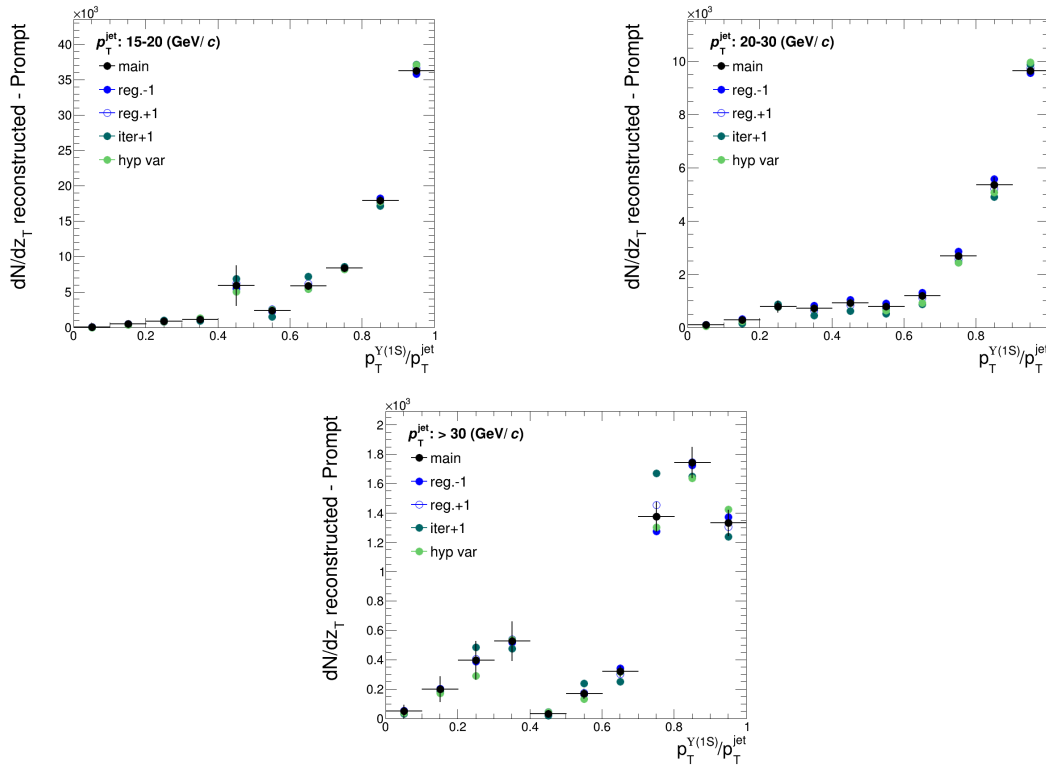 ×10³
p_T^jet: 15-20 (GeV/c)
main
reg.-1
reg.+1
iter+1
hyp var
dN/dz_T reconstructed - Prompt
40
35
30
25
20
15
10
5
0
0 0.2 0.4 0.6 0.8 1
p_T^Υ(1S)/p_T^jet
×10³
p_T^jet: 20-30 (GeV/c)
main
reg.-1
reg.+1
iter+1
hyp var
dN/dz_T reconstructed - Prompt
10
8
6
4
2
0
0 0.2 0.4 0.6 0.8 1
p_T^Υ(1S)/p_T^jet
×10³
p_T^jet: > 30 (GeV/c)
main
reg.-1
reg.+1
iter+1
hyp var
dN/dz_T reconstructed - Prompt
2
1.8
1.6
1.4
1.2
1
0.8
0.6
0.4
0.2
0
0 0.2 0.4 0.6 0.8 1
p_T^Υ(1S)/p_T^jet